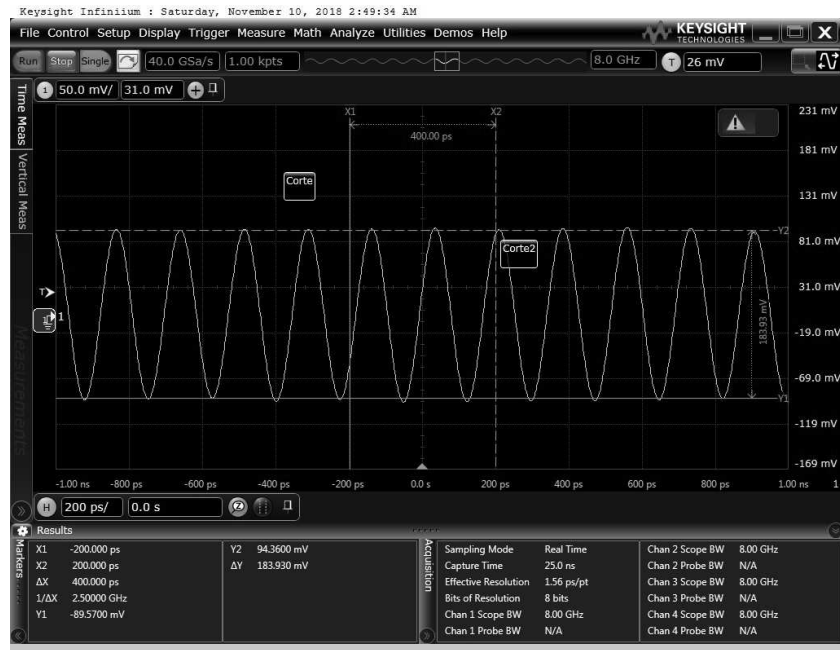 Keysight Infiniium : Saturday, November 10, 2018 2:49:34 AM
File Control Setup Display Trigger Measure Math Analyze Utilities Demos Help
KEYSIGHT
TECHNOLOGIES
Run Stop Single 40.0 GSa/s 1.00 kpts 8.0 GHz T 26 mV
1 50.0 mV/ 31.0 mV
Time Meas
Vertical Meas
Measurements
X1 X2
400.00 ps
231 mV
181 mV
Corte
131 mV
Y2
81.0 mV
Corte2
T
31.0 mV
1
183.93 mV
-19.0 mV
-69.0 mV
Y1
-119 mV
-169 mV
-1.00 ns -800 ps -600 ps -400 ps -200 ps 0.0 s 200 ps 400 ps 600 ps 800 ps 1.00 ns 1
H 200 ps/ 0.0 s
Results
Markers
X1 -200.000 ps
X2 200.000 ps
ΔX 400.000 ps
1/ΔX 2.50000 GHz
Y1 -89.5700 mV
Y2 94.3600 mV
ΔY 183.930 mV
Acquisition
Sampling Mode Real Time
Capture Time 25.0 ns
Effective Resolution 1.56 ps/pt
Bits of Resolution 8 bits
Chan 1 Scope BW 8.00 GHz
Chan 1 Probe BW N/A
Chan 2 Scope BW 8.00 GHz
Chan 2 Probe BW N/A
Chan 3 Scope BW 8.00 GHz
Chan 3 Probe BW N/A
Chan 4 Scope BW 8.00 GHz
Chan 4 Probe BW N/A